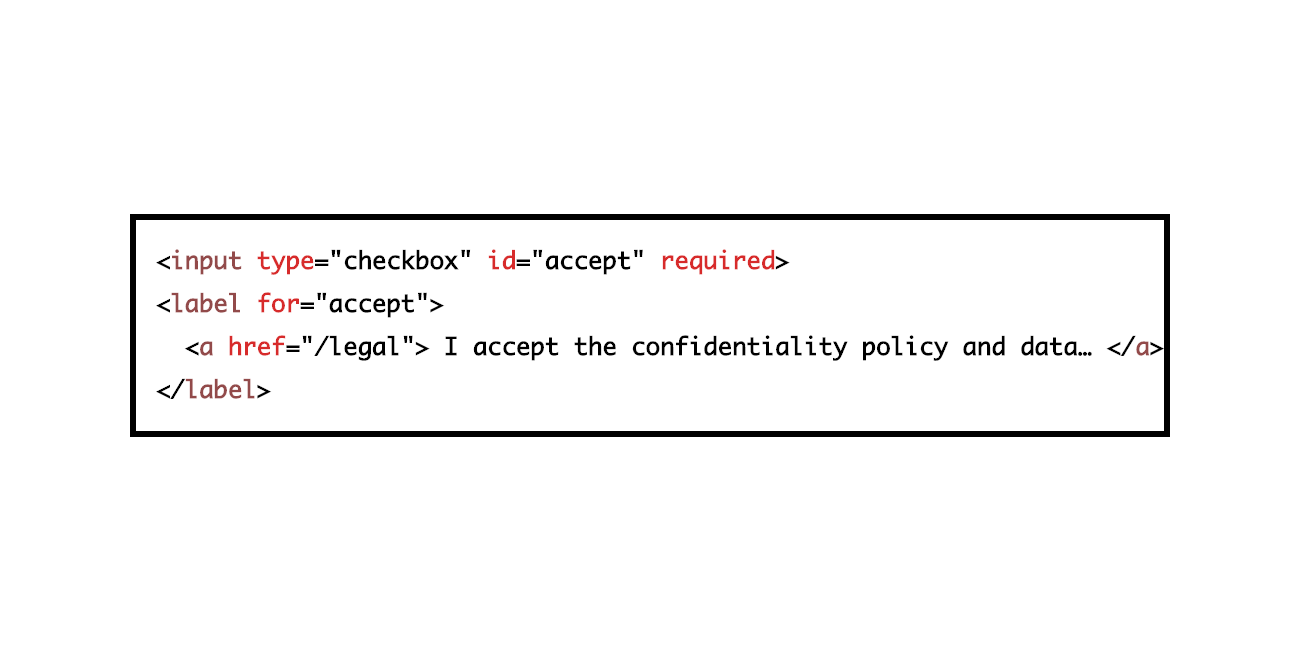 <input type="checkbox" id="accept" required>
<label for="accept">
  <a href="/legal"> I accept the confidentiality policy and data… </a>
</label>